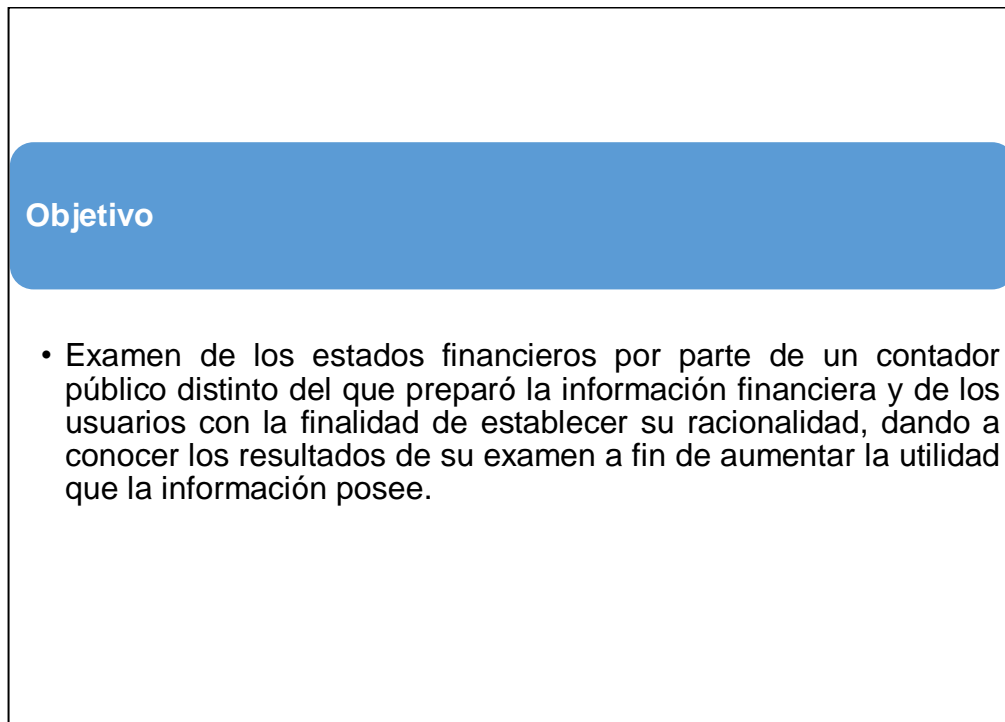 Objetivo
• Examen de los estados financieros por parte de un contador
público distinto del que preparó la información financiera y de los
usuarios con la finalidad de establecer su racionalidad, dando a
conocer los resultados de su examen a fin de aumentar la utilidad
que la información posee.